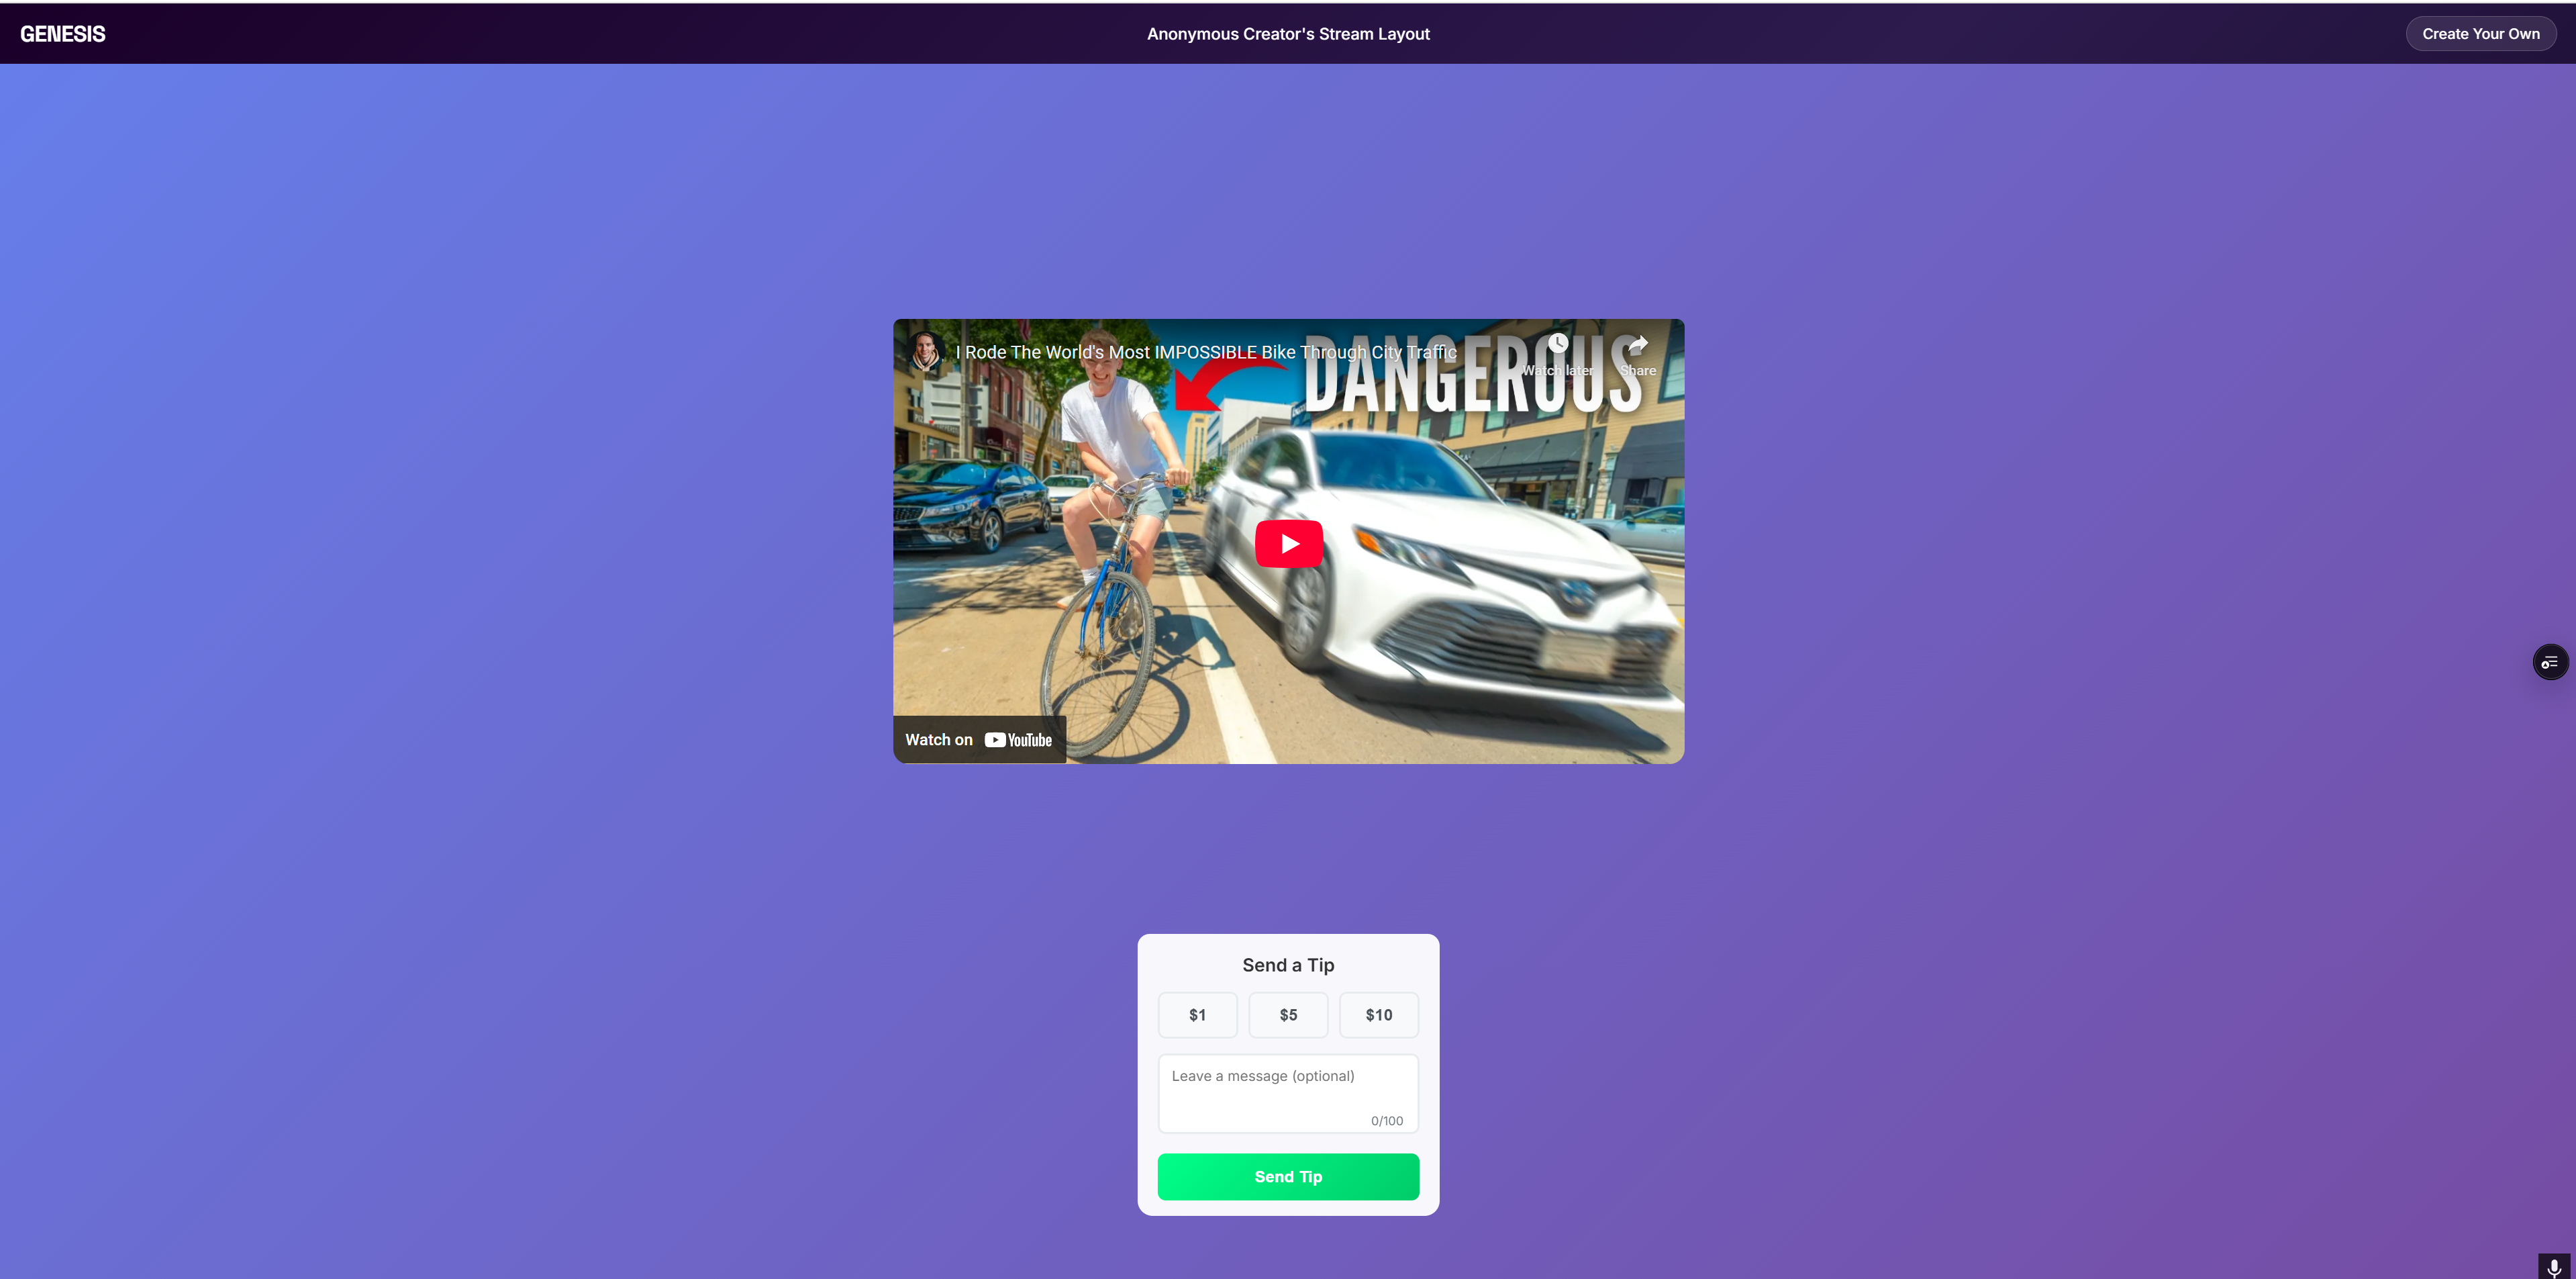 GENESIS
Anonymous Creator's Stream Layout
Create Your Own
I Rode The World's Most IMPOSSIBLE Bike Through City Traffic
DANGEROUS
Watch later
Share
Watch on YouTube
Send a Tip
$1
$5
$10
Leave a message (optional)
0/100
Send Tip